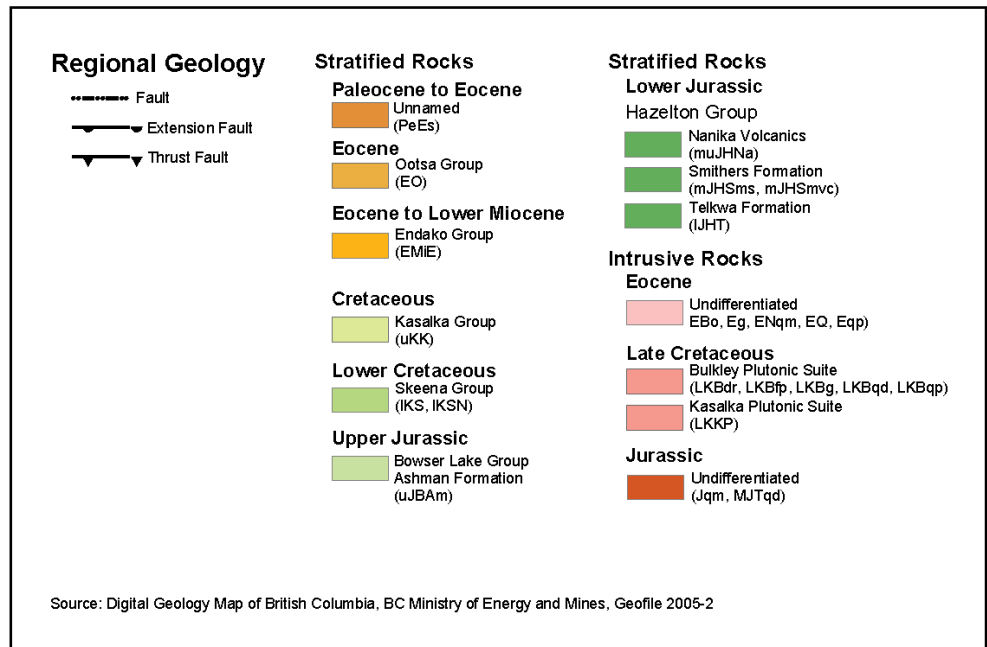 Regional Geology
Fault
Extension Fault
Thrust Fault
Stratified Rocks
Paleocene to Eocene
Unnamed
(PeEs)
Eocene
Ootsa Group
(EO)
Eocene to Lower Miocene
Endako Group
(EMiE)
Cretaceous
Kasalka Group
(uKK)
Lower Cretaceous
Skeena Group
(lKS, lKSN)
Upper Jurassic
Bowser Lake Group
Ashman Formation
(uJBAm)
Stratified Rocks
Lower Jurassic
Hazelton Group
Nanika Volcanics
(muJHNa)
Smithers Formation
(mJHSms, mJHSmvc)
Telkwa Formation
(lJHT)
Intrusive Rocks
Eocene
Undifferentiated
EBo, Eg, ENqm, EQ, Eqp)
Late Cretaceous
Bulkley Plutonic Suite
(LKBdr, LKBfp, LKBg, LKBqd, LKBqp)
Kasalka Plutonic Suite
(LKKP)
Jurassic
Undifferentiated
(Jqm, MJTqd)
Source: Digital Geology Map of British Columbia, BC Ministry of Energy and Mines, Geofile 2005-2